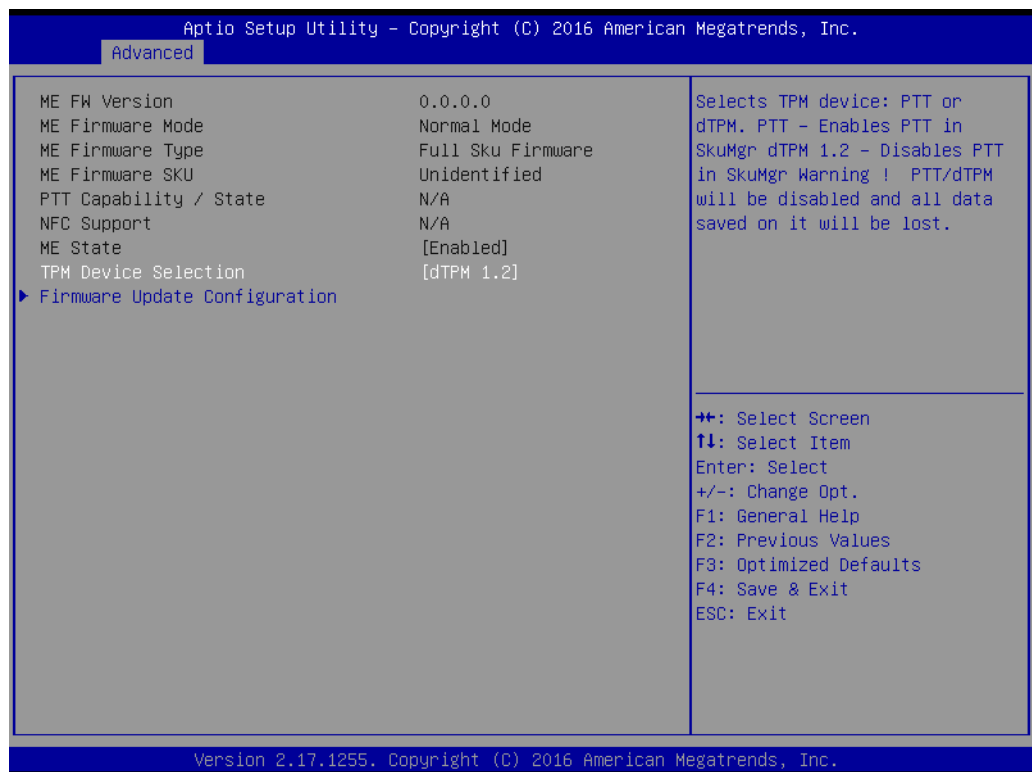 Aptio Setup Utility – Copyright (C) 2016 American Megatrends, Inc.
Advanced
ME FW Version 0.0.0.0
ME Firmware Mode Normal Mode
ME Firmware Type Full Sku Firmware
ME Firmware SKU Unidentified
PTT Capability / State N/A
NFC Support N/A
ME State [Enabled]
TPM Device Selection [dTPM 1.2]
Firmware Update Configuration
Selects TPM device: PTT or
dTPM. PTT – Enables PTT in
SkuMgr dTPM 1.2 – Disables PTT
in SkuMgr Warning ! PTT/dTPM
will be disabled and all data
saved on it will be lost.
→←: Select Screen
↑↓: Select Item
Enter: Select
+/-: Change Opt.
F1: General Help
F2: Previous Values
F3: Optimized Defaults
F4: Save & Exit
ESC: Exit
Version 2.17.1255. Copyright (C) 2016 American Megatrends, Inc.